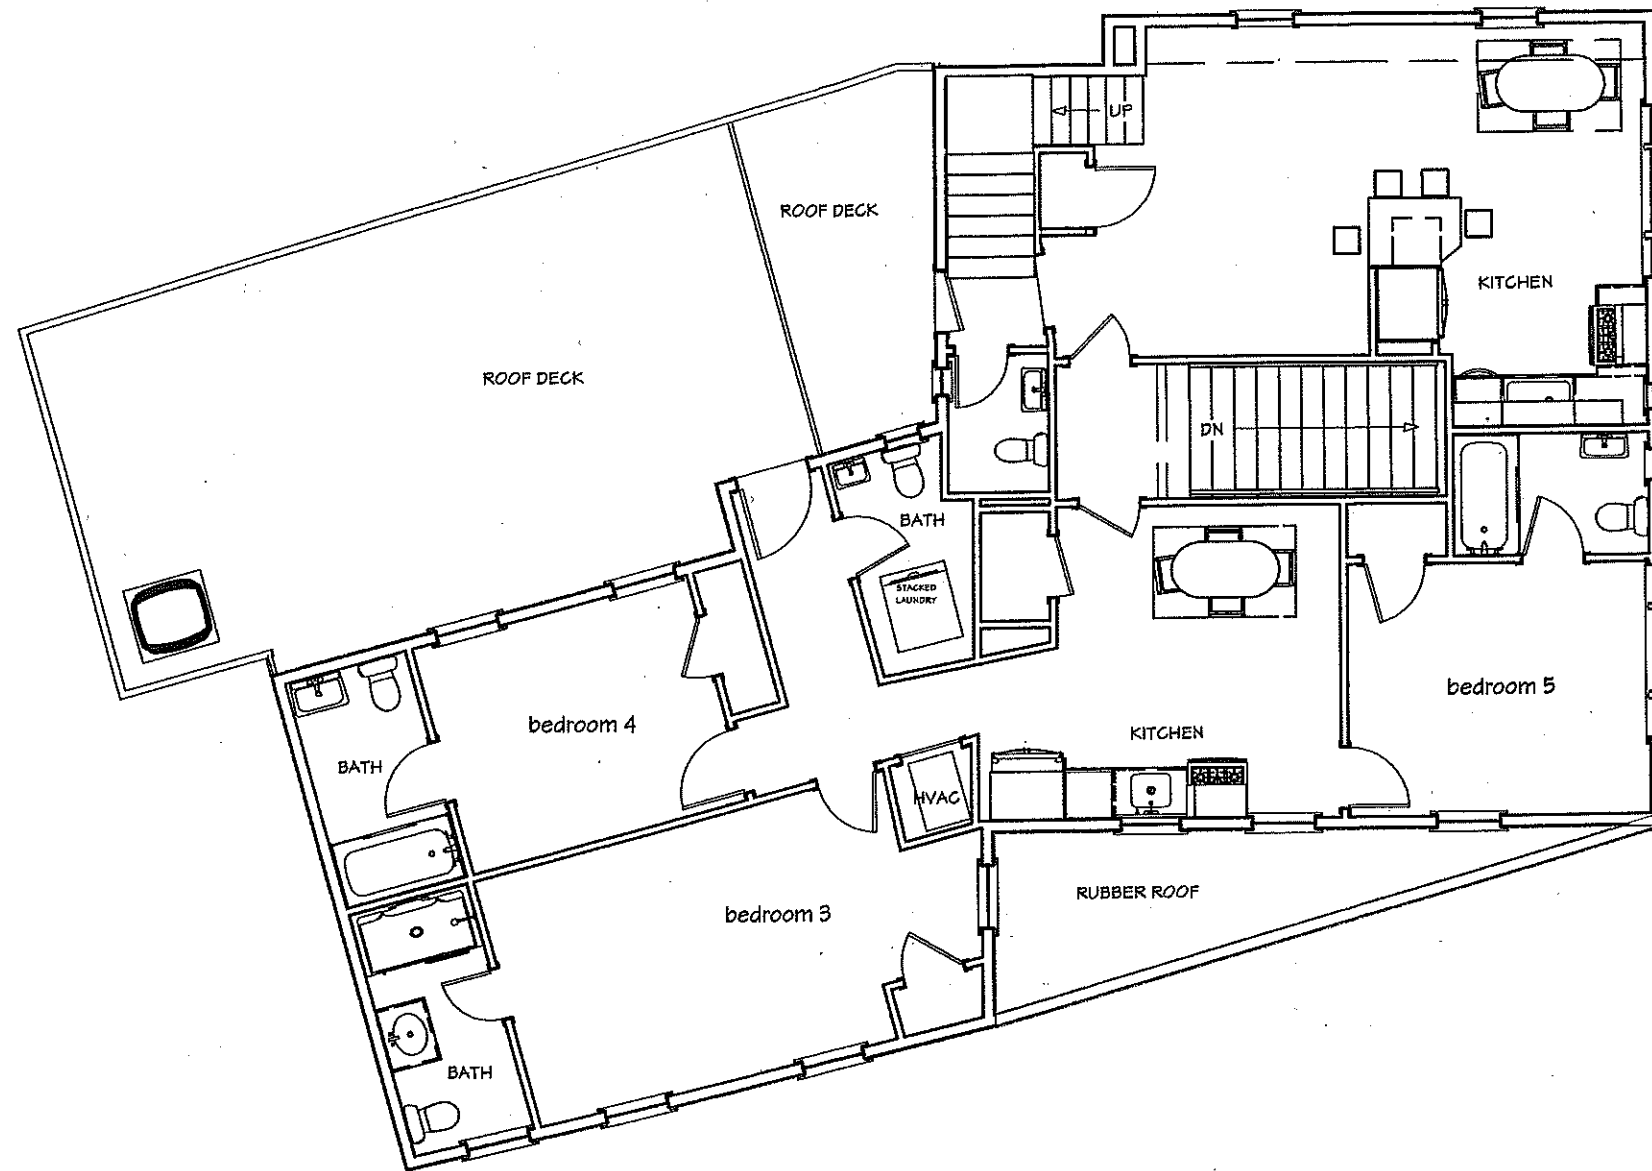 UP
ROOF DECK
KITCHEN
ROOF DECK
DN
BATH
STACKED
LAUNDRY
bedroom 5
bedroom 4
KITCHEN
BATH
HVAC
RUBBER ROOF
bedroom 3
BATH